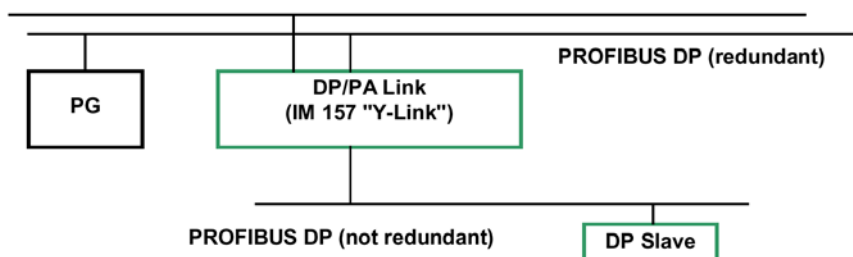 PROFIBUS DP (redundant)
PG
DP/PA Link
(IM 157 "Y-Link")
PROFIBUS DP (not redundant)
DP Slave